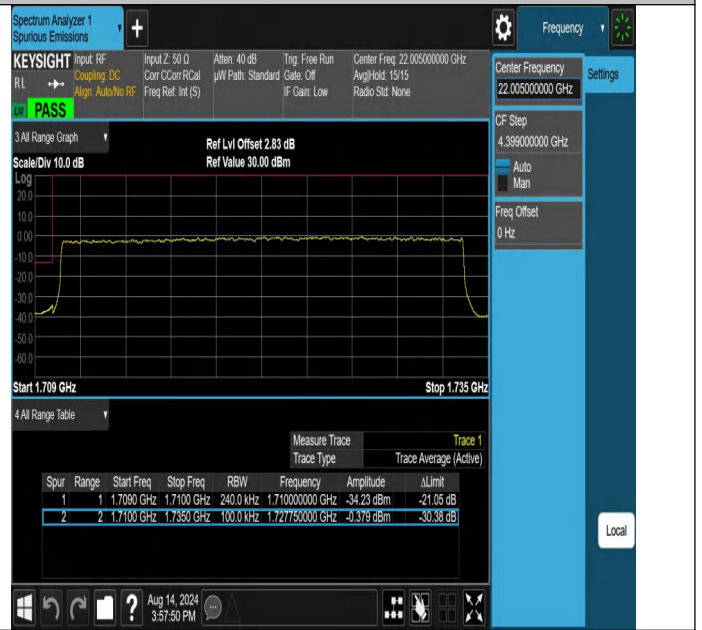 Spectrum Analyzer 1
Spurious Emissions
Frequency
KEYSIGHT
RL
Input: RF
Coupling: DC
Align: Auto/No RF
Input Z: 50 Ω
Corr CCorr RCal
Freq Ref: Int (S)
Atten: 40 dB
µW Path: Standard
Trig: Free Run
Gate: Off
IF Gain: Low
Center Freq: 22.005000000 GHz
Avg|Hold: 15/15
Radio Std: None
LXI PASS
3 All Range Graph
Ref Lvl Offset 2.83 dB
Scale/Div 10.0 dB
Ref Value 30.00 dBm
Log
20.0
10.0
0.00
-10.0
-20.0
-30.0
-40.0
-50.0
-60.0
Start 1.709 GHz
Stop 1.735 GHz
4 All Range Table
Measure Trace Trace 1
Trace Type Trace Average (Active)
Spur Range Start Freq Stop Freq RBW Frequency Amplitude ΔLimit
1 1 1.7090 GHz 1.7100 GHz 240.0 kHz 1.710000000 GHz -34.23 dBm -21.05 dB
2 2 1.7100 GHz 1.7350 GHz 100.0 kHz 1.727750000 GHz -0.379 dBm -30.38 dB
Aug 14, 2024
3:57:50 PM
Center Frequency
22.005000000 GHz
Settings
CF Step
4.399000000 GHz
Auto
Man
Freq Offset
0 Hz
Local